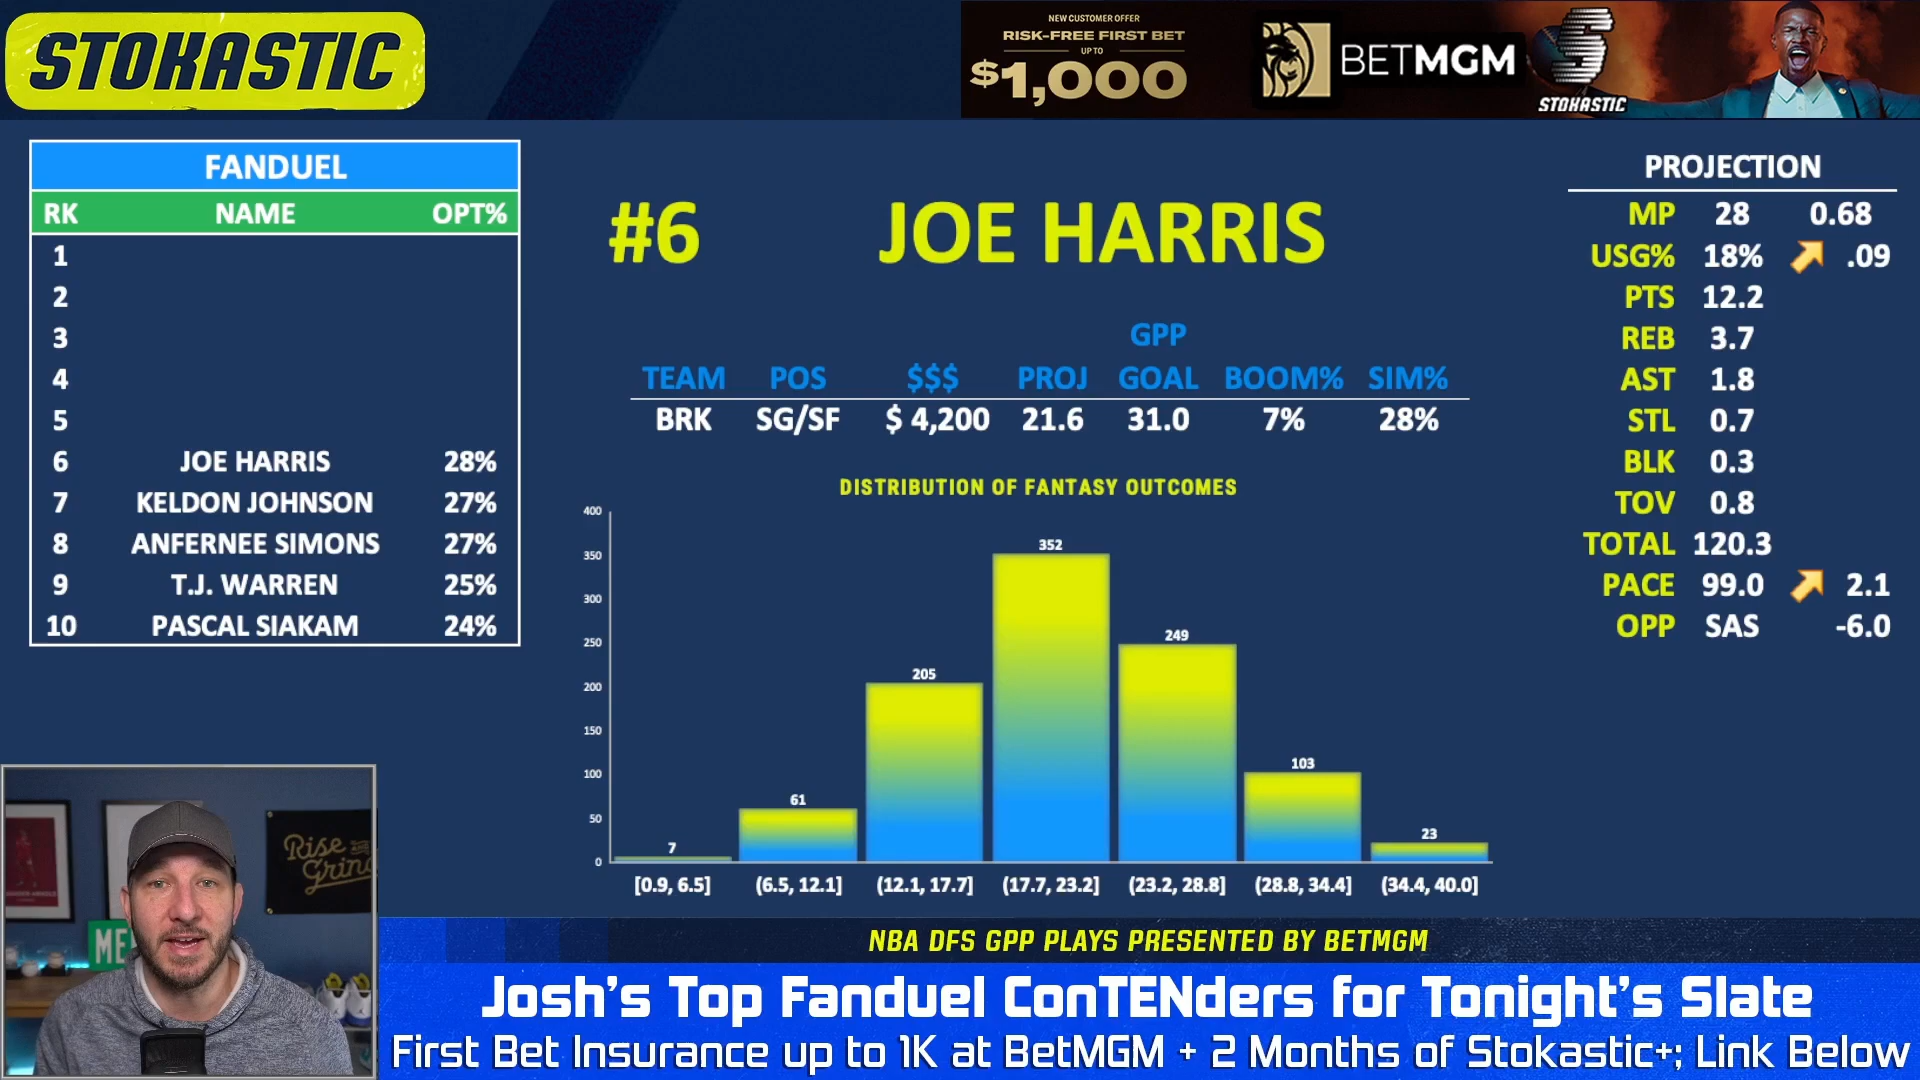 STOKASTIC
NEW CUSTOMER OFFER
RISK-FREE FIRST BET
UP TO
$1,000
BETMGM
STOKASTIC
FANDUEL
RK NAME OPT%
1
2
3
4
5
6 JOE HARRIS 28%
7 KELDON JOHNSON 27%
8 ANFERNEE SIMONS 27%
9 T.J. WARREN 25%
10 PASCAL SIAKAM 24%
#6 JOE HARRIS
GPP
TEAM POS $$$ PROJ GOAL BOOM% SIM%
BRK SG/SF $ 4,200 21.6 31.0 7% 28%
DISTRIBUTION OF FANTASY OUTCOMES
400
350
300
250
200
150
100
50
0
7
61
205
352
249
103
23
[0.9, 6.5] (6.5, 12.1] (12.1, 17.7] (17.7, 23.2] (23.2, 28.8] (28.8, 34.4] (34.4, 40.0]
PROJECTION
MP 28 0.68
USG% 18% .09
PTS 12.2
REB 3.7
AST 1.8
STL 0.7
BLK 0.3
TOV 0.8
TOTAL 120.3
PACE 99.0 2.1
OPP SAS -6.0
Rise
Grin
ME
NBA DFS GPP PLAYS PRESENTED BY BETMGM
Josh's Top Fanduel ConTENders for Tonight's Slate
First Bet Insurance up to 1K at BetMGM + 2 Months of Stokastic+; Link Below